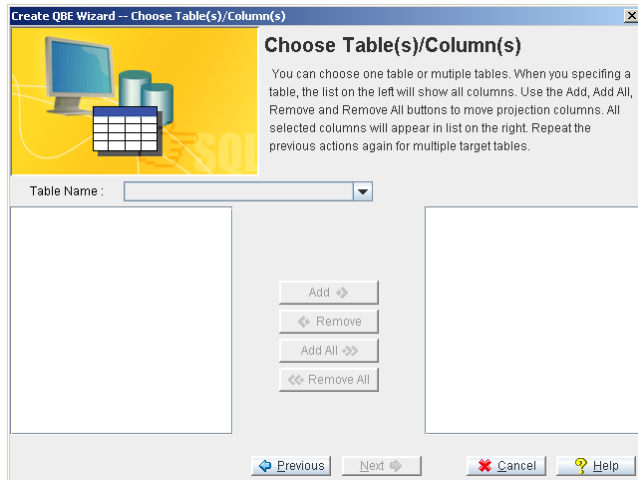 Create QBE Wizard -- Choose Table(s)/Column(s)
Choose Table(s)/Column(s)
You can choose one table or mutiple tables. When you specifing a
table, the list on the left will show all columns. Use the Add, Add All,
Remove and Remove All buttons to move projection columns. All
selected columns will appear in list on the right. Repeat the
previous actions again for multiple target tables.
SQL
Table Name :
Add
Remove
Add All
Remove All
Previous
Next
Cancel
Help